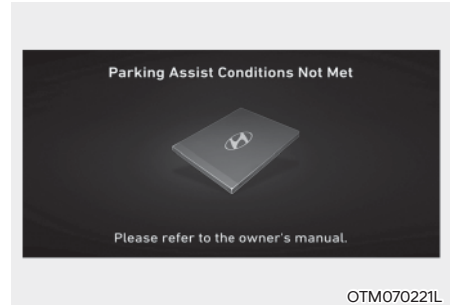 Parking Assist Conditions Not Met
Please refer to the owner's manual.
OTM070221L